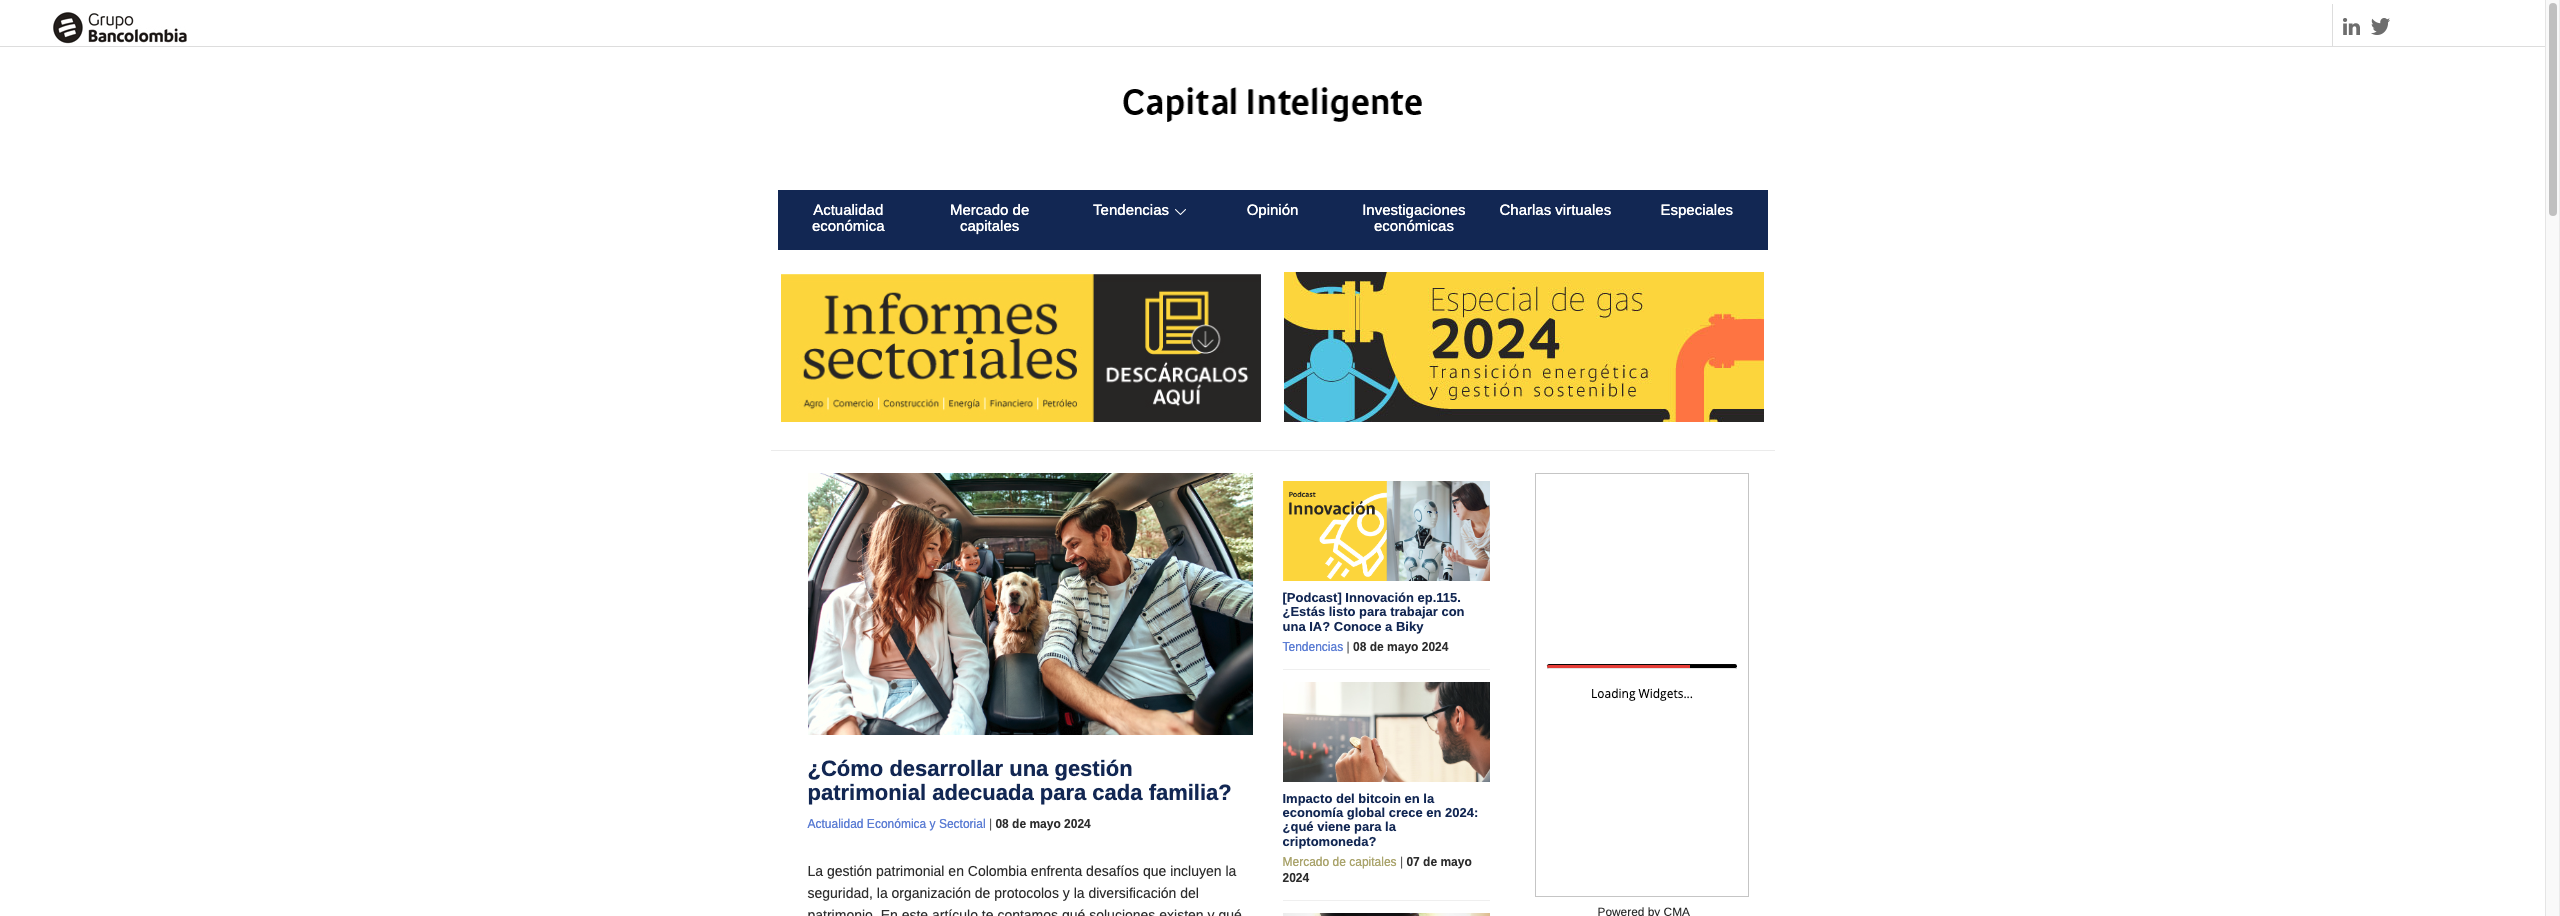 Grupo
Bancolombia
Capital Inteligente
Actualidad
económica
Mercado de
capitales
Tendencias
Opinión
Investigaciones
económicas
Charlas virtuales
Especiales
Informes
sectoriales
Agro | Comercio | Construcción | Energía | Financiero | Petróleo
DESCÁRGALOS
AQUÍ
Especial de gas
2024
Transición energética
y gestión sostenible
¿Cómo desarrollar una gestión
patrimonial adecuada para cada familia?
Actualidad Económica y Sectorial | 08 de mayo 2024
La gestión patrimonial en Colombia enfrenta desafíos que incluyen la
seguridad, la organización de protocolos y la diversificación del
patrimonio. En este artículo te contamos qué soluciones existen y qué
Podcast
Innovación
[Podcast] Innovación ep.115.
¿Estás listo para trabajar con
una IA? Conoce a Biky
Tendencias | 08 de mayo 2024
Impacto del bitcoin en la
economía global crece en 2024:
¿qué viene para la
criptomoneda?
Mercado de capitales | 07 de mayo
2024
Loading Widgets...
Powered by CMA